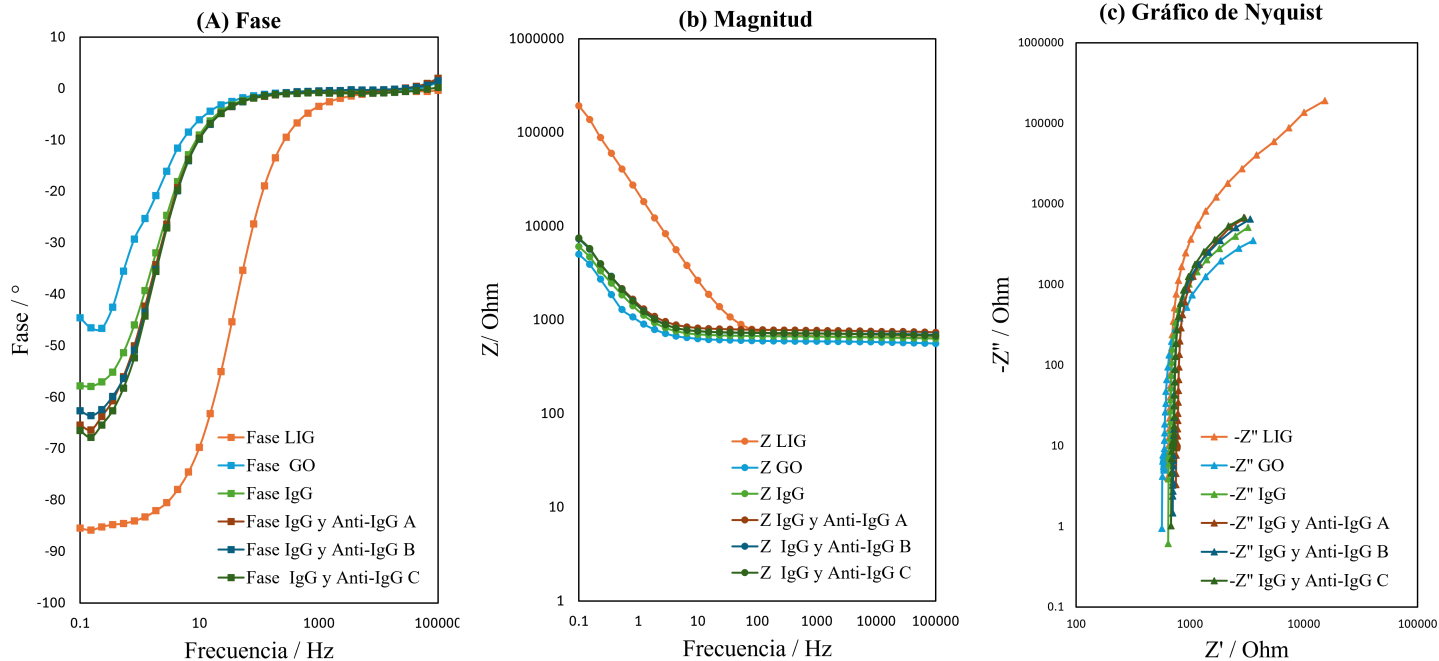 (A) Fase
10
0
-10
-20
-30
-40
-50
-60
-70
-80
-90
-100
Fase / °
0.1
10
1000
100000
Frecuencia / Hz
Fase LIG
Fase GO
Fase IgG
Fase IgG y Anti-IgG A
Fase IgG y Anti-IgG B
Fase IgG y Anti-IgG C
(b) Magnitud
1000000
100000
10000
1000
100
10
1
Z/ Ohm
0.1
1
10
100
1000
10000
100000
Frecuencia / Hz
Z LIG
Z GO
Z IgG
Z IgG y Anti-IgG A
Z IgG y Anti-IgG B
Z IgG y Anti-IgG C
(c) Gráfico de Nyquist
1000000
100000
10000
1000
100
10
1
0.1
-Z" / Ohm
100
1000
10000
100000
Z' / Ohm
-Z" LIG
-Z" GO
-Z" IgG
-Z" IgG y Anti-IgG A
-Z" IgG y Anti-IgG B
-Z" IgG y Anti-IgG C